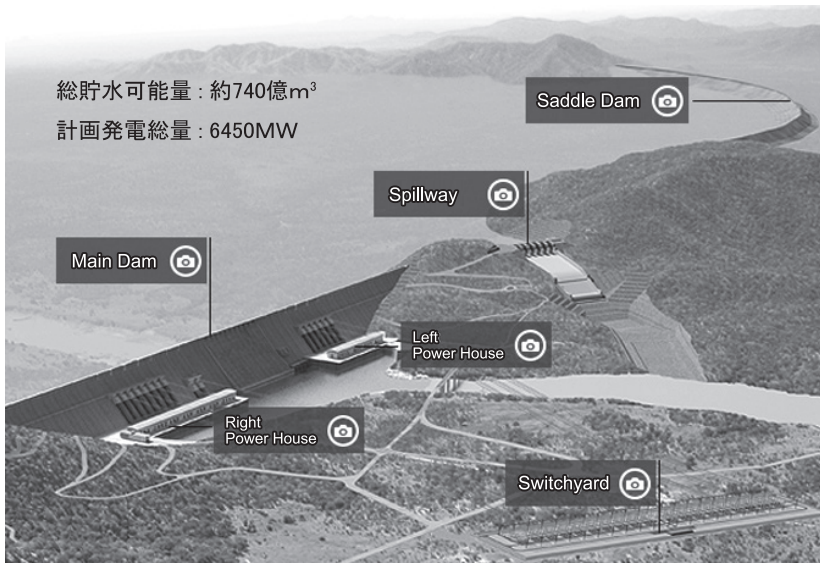 総貯水可能量 : 約740億m³
計画発電総量 : 6450MW
Saddle Dam
Spillway
Main Dam
Left
Power House
Right
Power House
Switchyard